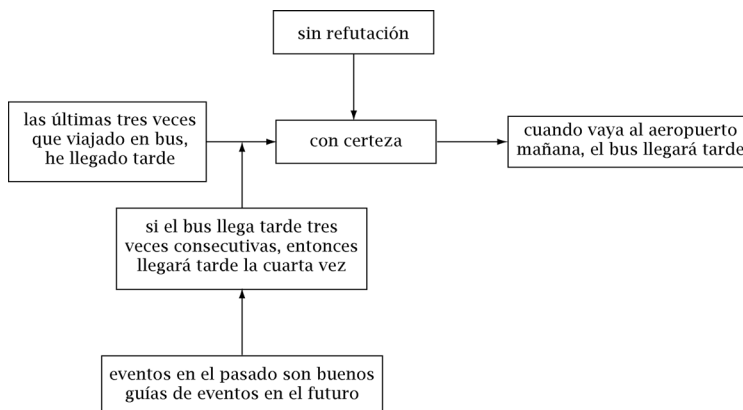 sin refutación
las últimas tres veces
que viajado en bus,
he llegado tarde
con certeza
cuando vaya al aeropuerto
mañana, el bus llegará tarde
si el bus llega tarde tres
veces consecutivas, entonces
llegará tarde la cuarta vez
eventos en el pasado son buenos
guías de eventos en el futuro